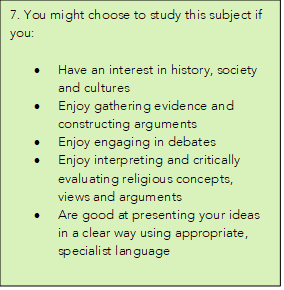 7. You might choose to study this subject if
you:
• Have an interest in history, society
and cultures
• Enjoy gathering evidence and
constructing arguments
• Enjoy engaging in debates
• Enjoy interpreting and critically
evaluating religious concepts,
views and arguments
• Are good at presenting your ideas
in a clear way using appropriate,
specialist language